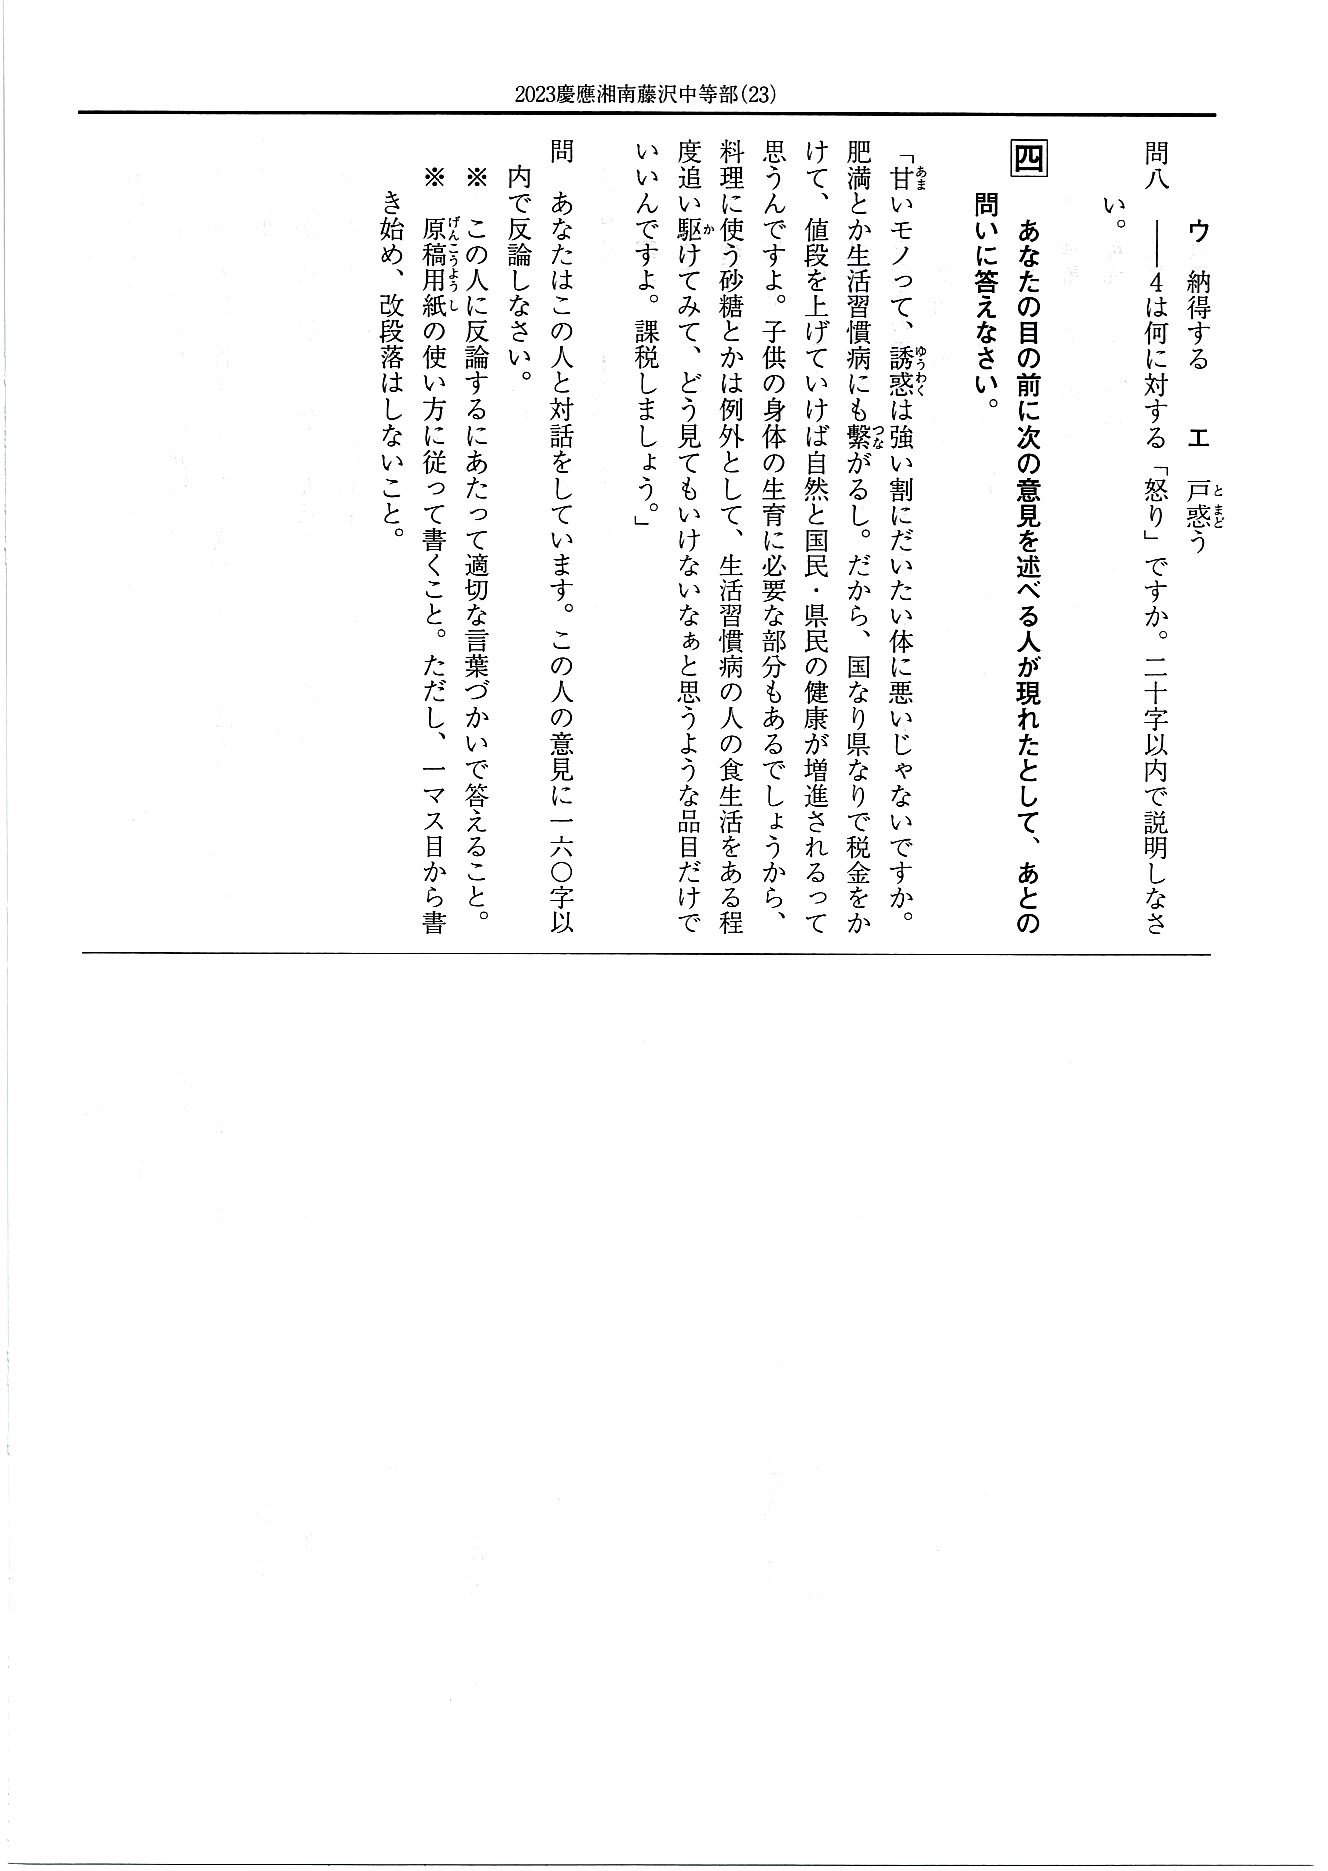 2023慶應湘南藤沢中等部(23)
ウ　納得する　　エ　戸惑う
問八　――4は何に対する「怒り」ですか。二十字以内で説明しなさ
い。
四　あなたの目の前に次の意見を述べる人が現れたとして、あとの
問いに答えなさい。
「甘いモノって、誘惑は強い割にだいたい体に悪いじゃないですか。
肥満とか生活習慣病にも繫がるし。だから、国なり県なりで税金をか
けて、値段を上げていけば自然と国民・県民の健康が増進されるって
思うんですよ。子供の身体の生育に必要な部分もあるでしょうから、
料理に使う砂糖とかは例外として、生活習慣病の人の食生活をある程
度追い駆けてみて、どう見てもいけないなぁと思うような品目だけで
いいんですよ。課税しましょう。」
問　あなたはこの人と対話をしています。この人の意見に一六〇字以
内で反論しなさい。
※　この人に反論するにあたって適切な言葉づかいで答えること。
※　原稿用紙の使い方に従って書くこと。ただし、一マス目から書
き始め、改段落はしないこと。